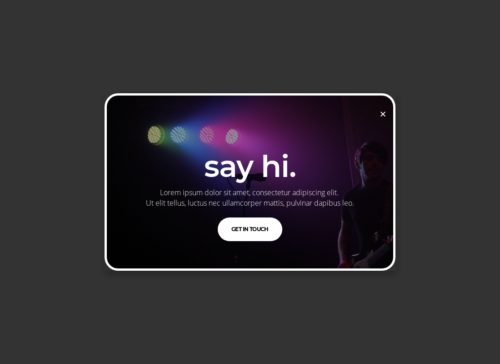 ×
say hi.
Lorem ipsum dolor sit amet, consectetur adipiscing elit.
Ut elit tellus, luctus nec ullamcorper mattis, pulvinar dapibus leo.
GET IN TOUCH